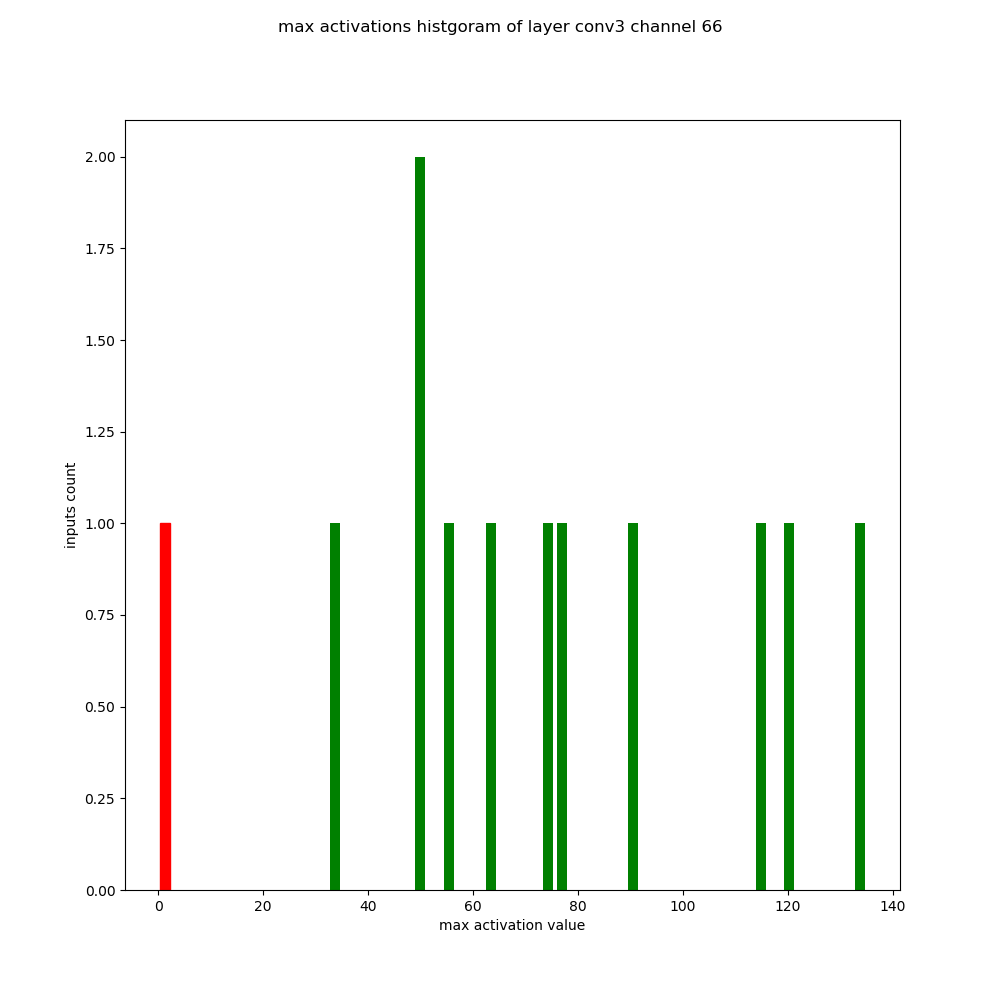 max activations histgoram of layer conv3 channel 66
2.00
1.75
1.50
1.25
1.00
0.75
0.50
0.25
0.00
inputs count
0 20 40 60 80 100 120 140
max activation value